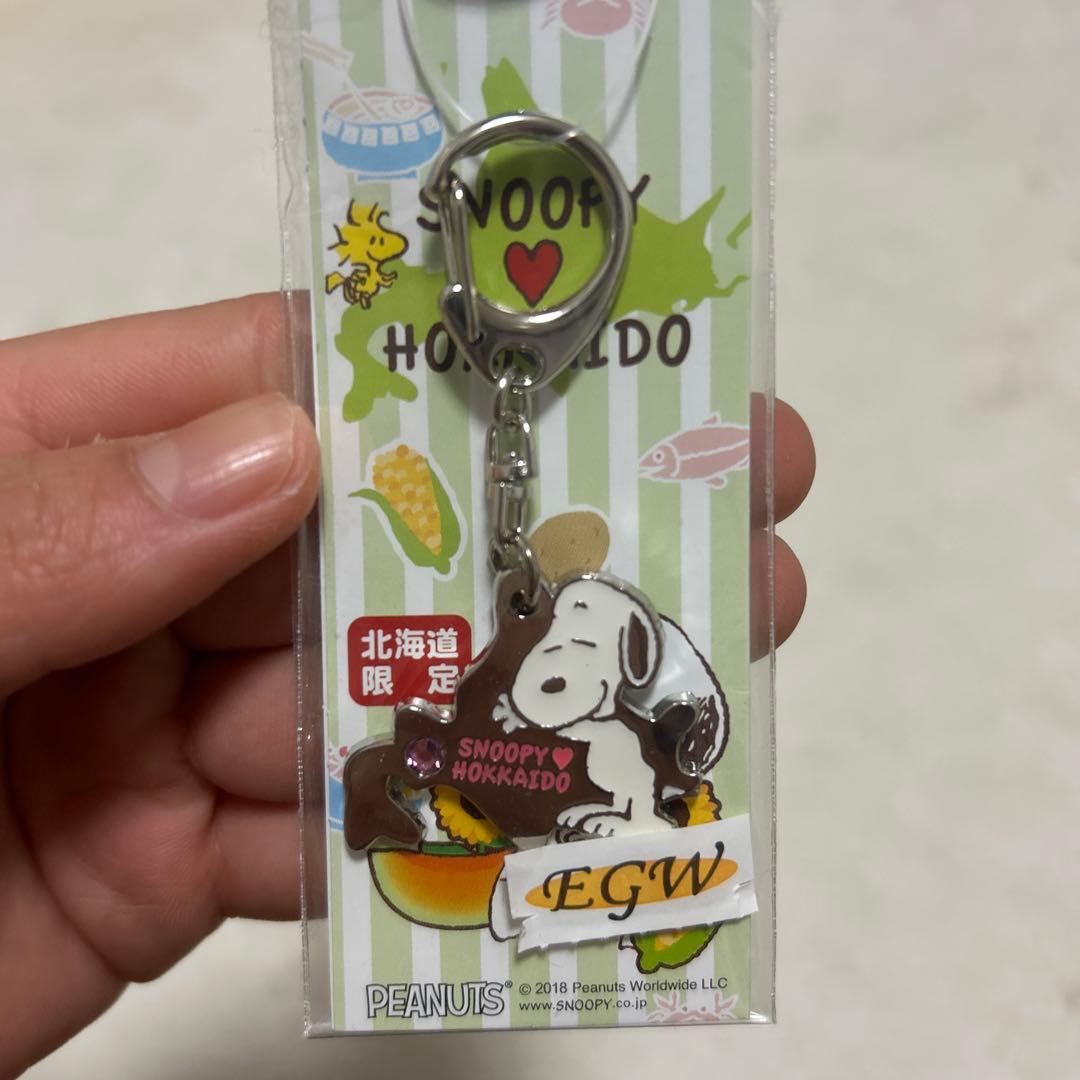 SNOOPY
HOKKAIDO
北海道
限 定
SNOOPY♥
HOKKAIDO
EGW
PEANUTS® © 2018 Peanuts Worldwide LLC
www.SNOOPY.co.jp